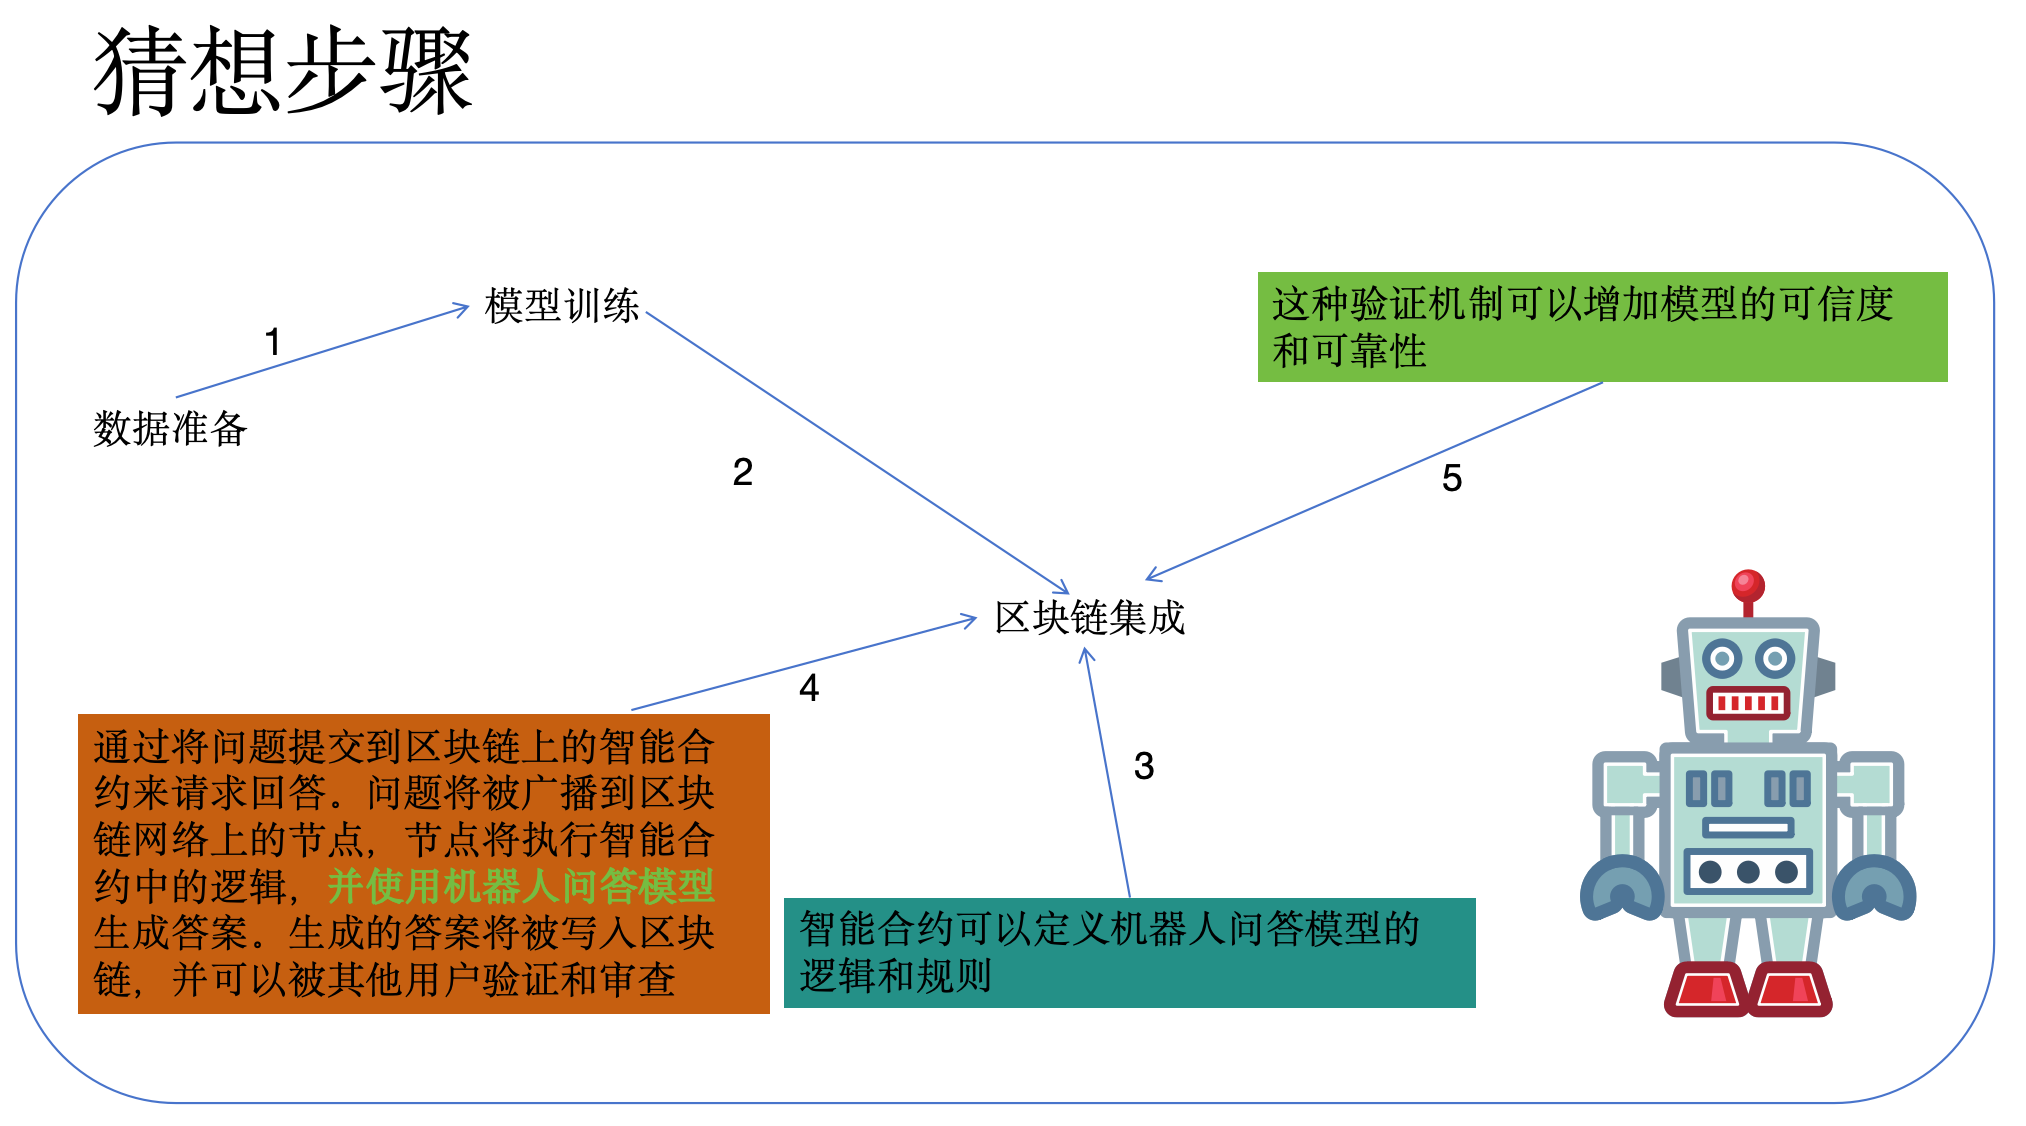 猜想步骤
模型训练
这种验证机制可以增加模型的可信度
和可靠性
1
数据准备
2
5
区块链集成
4
通过将问题提交到区块链上的智能合
约来请求回答。问题将被广播到区块
链网络上的节点，节点将执行智能合
约中的逻辑，并使用机器人问答模型
生成答案。生成的答案将被写入区块
链，并可以被其他用户验证和审查
3
智能合约可以定义机器人问答模型的
逻辑和规则